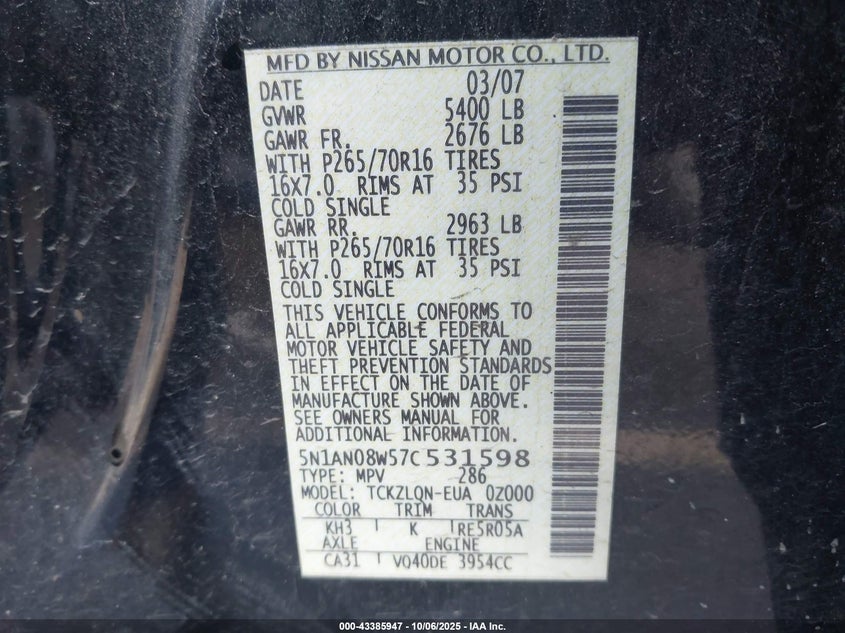 MFD BY NISSAN MOTOR CO., LTD.
DATE 03/07
GVWR 5400 LB
GAWR FR. 2676 LB
WITH P265/70R16 TIRES
16X7.0 RIMS AT 35 PSI
COLD SINGLE
GAWR RR. 2963 LB
WITH P265/70R16 TIRES
16X7.0 RIMS AT 35 PSI
COLD SINGLE
THIS VEHICLE CONFORMS TO
ALL APPLICABLE FEDERAL
MOTOR VEHICLE SAFETY AND
THEFT PREVENTION STANDARDS
IN EFFECT ON THE DATE OF
MANUFACTURE SHOWN ABOVE.
SEE OWNERS MANUAL FOR
ADDITIONAL INFORMATION.
5N1AN08W57C531598
TYPE: MPV 286
MODEL: TCKZLQN-EUA 0Z000
COLOR TRIM TRANS
KH3 K RE5R05A
AXLE ENGINE
CA31 VQ40DE 3954CC
000-43385947 - 10/06/2025 - IAA Inc.